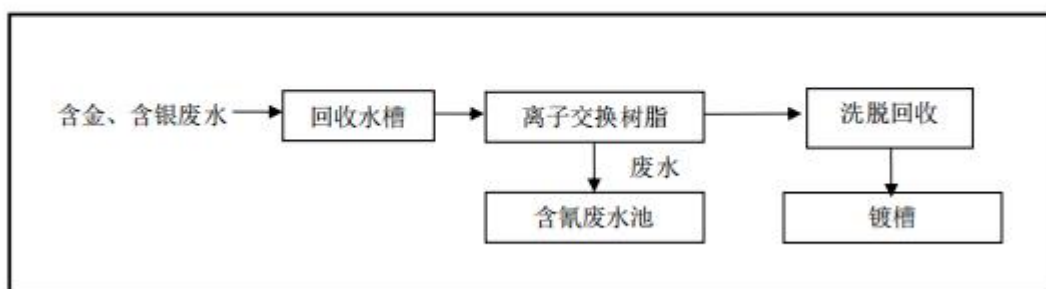 含金、含银废水
回收水槽
离子交换树脂
洗脱回收
废水
含氰废水池
镀槽